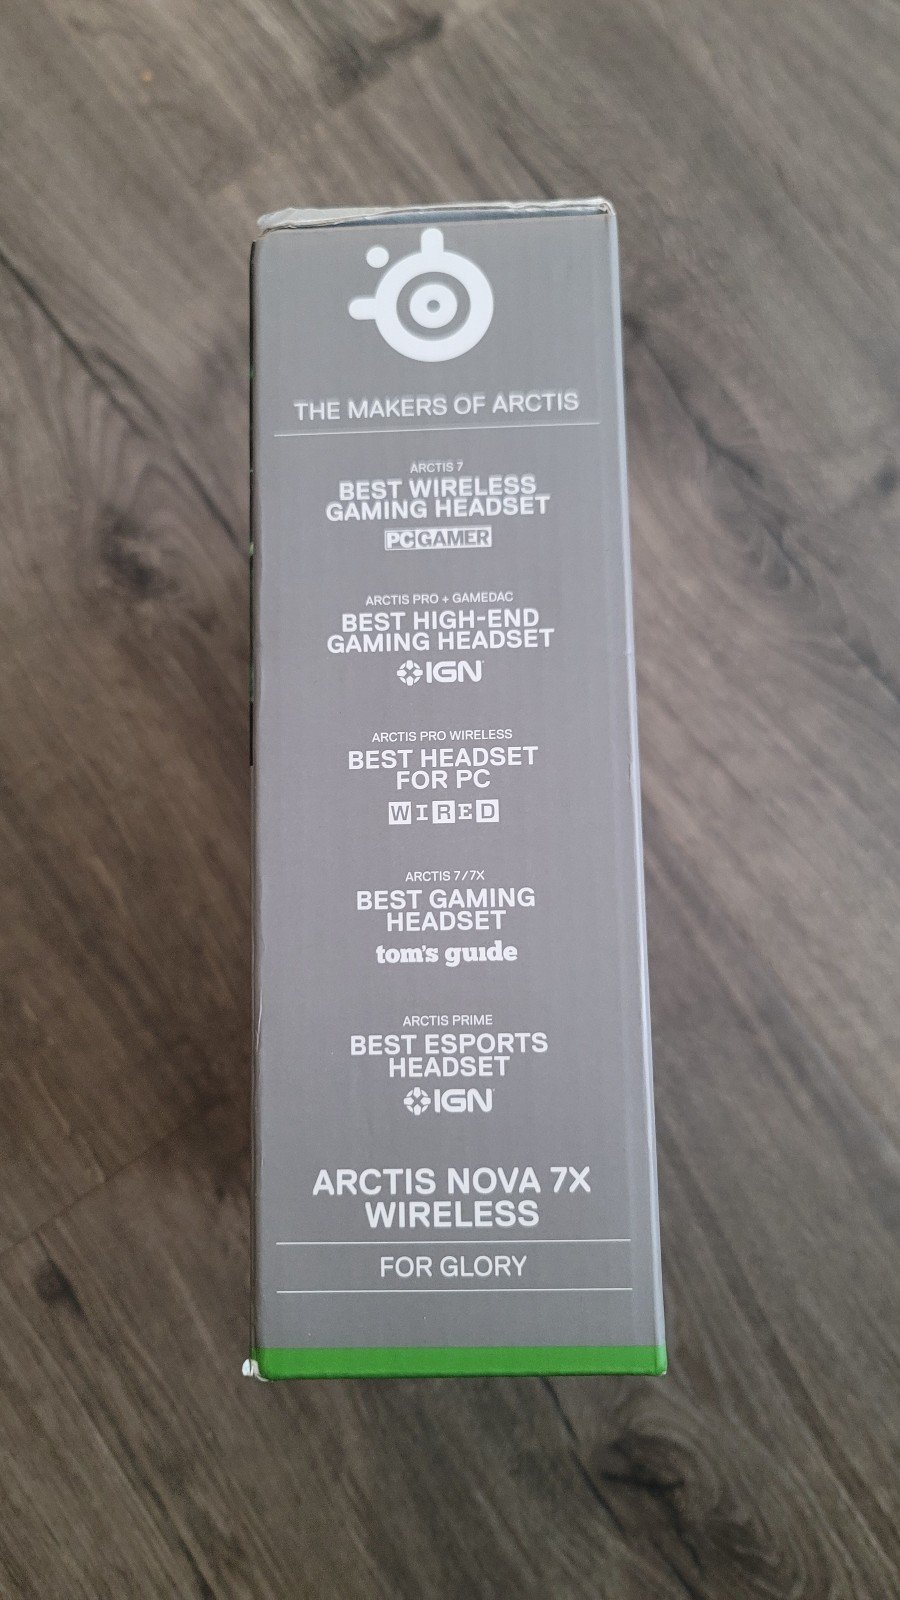 THE MAKERS OF ARCTIS
ARCTIS 7
BEST WIRELESS
GAMING HEADSET
PC GAMER
ARCTIS PRO + GAMEDAC
BEST HIGH-END
GAMING HEADSET
IGN
ARCTIS PRO WIRELESS
BEST HEADSET
FOR PC
WIRED
ARCTIS 7/7X
BEST GAMING
HEADSET
tom's guide
ARCTIS PRIME
BEST ESPORTS
HEADSET
IGN
ARCTIS NOVA 7X
WIRELESS
FOR GLORY